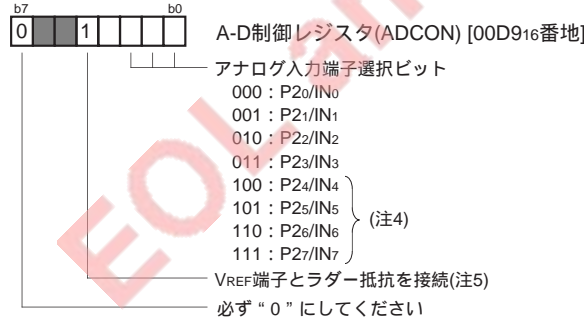 b7 b0
0 1 A-D制御レジスタ(ADCON) [00D916番地]
アナログ入力端子選択ビット
000：P20/IN0
001：P21/IN1
010：P22/IN2
011：P23/IN3
100：P24/IN4
101：P25/IN5
110：P26/IN6
111：P27/IN7
(注4)
VREF端子とラダー抵抗を接続(注5)
必ず“0”にしてください